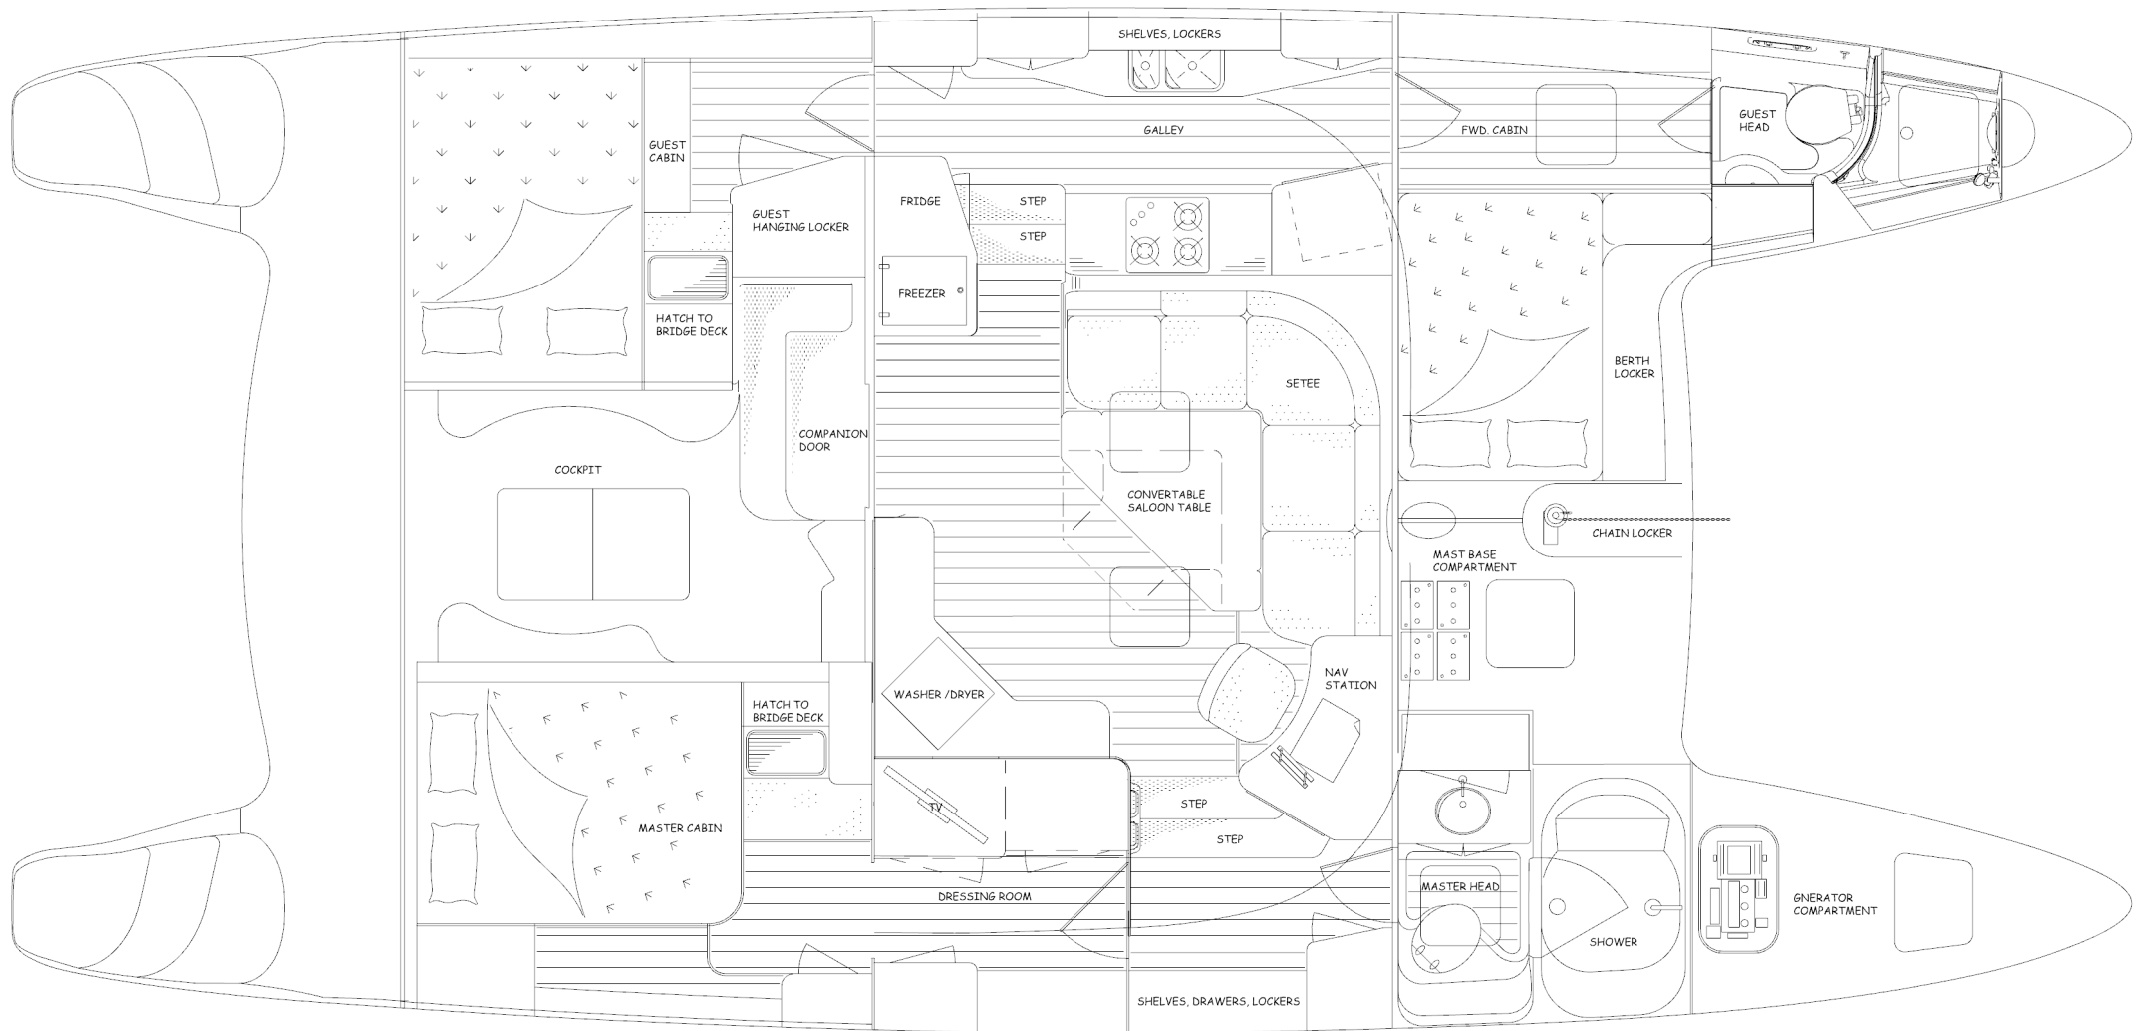 SHELVES, LOCKERS
GALLEY
FWD. CABIN
GUEST
HEAD
GUEST
CABIN
GUEST
HANGING LOCKER
FRIDGE
STEP
STEP
FREEZER
HATCH TO
BRIDGE DECK
SETEE
BERTH
LOCKER
COMPANION
DOOR
COCKPIT
CONVERTABLE
SALOON TABLE
CHAIN LOCKER
MAST BASE
COMPARTMENT
NAV
STATION
WASHER /DRYER
HATCH TO
BRIDGE DECK
TV
STEP
STEP
MASTER CABIN
DRESSING ROOM
MASTER HEAD
GNERATOR
COMPARTMENT
SHOWER
SHELVES, DRAWERS, LOCKERS